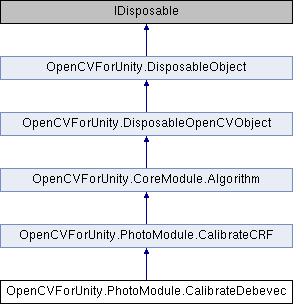 IDisposable
OpenCVForUnity.DisposableObject
OpenCVForUnity.DisposableOpenCVObject
OpenCVForUnity.CoreModule.Algorithm
OpenCVForUnity.PhotoModule.CalibrateCRF
OpenCVForUnity.PhotoModule.CalibrateDebevec